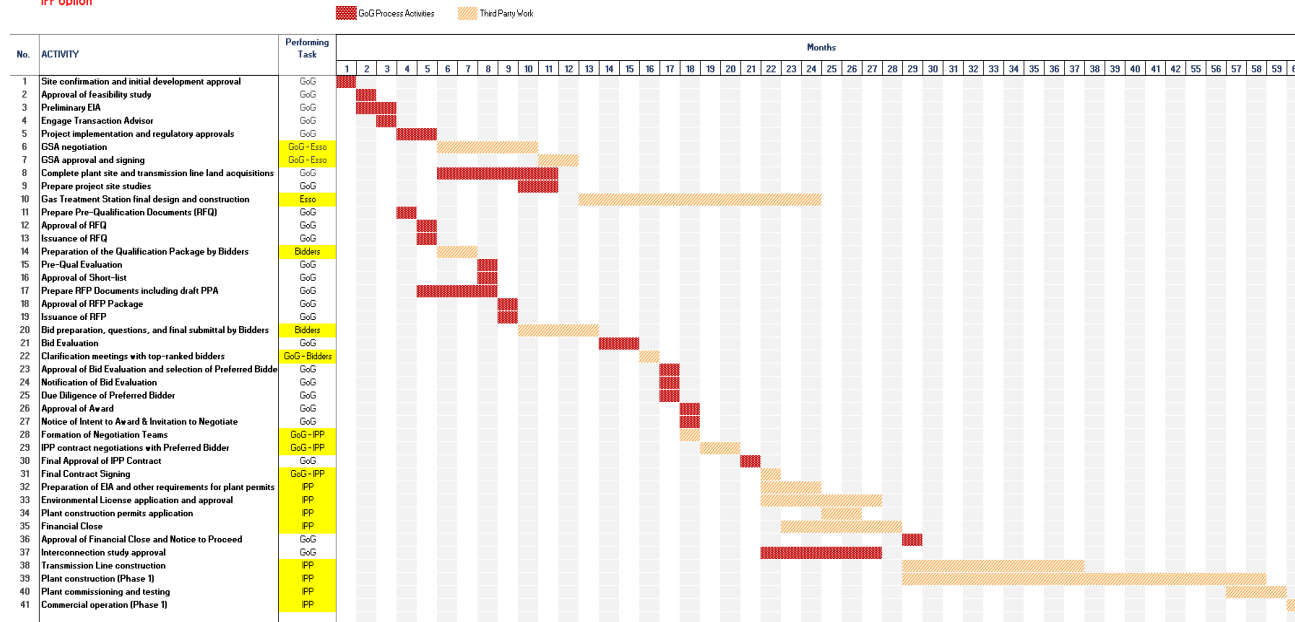 IPP option
GoG Process Activities Third Party Work
No. ACTIVITY Performing Task Months
1 2 3 4 5 6 7 8 9 10 11 12 13 14 15 16 17 18 19 20 21 22 23 24 25 26 27 28 29 30 31 32 33 34 35 36 37 38 39 40 41 42 55 56 57 58 59
1 Site confirmation and initial development approval GoG
2 Approval of feasibility study GoG
3 Preliminary EIA GoG
4 Engage Transaction Advisor GoG
5 Project implementation and regulatory approvals GoG
6 GSA negotiation GoG - Esso
7 GSA approval and signing GoG - Esso
8 Complete plant site and transmission line land acquisitions GoG
9 Prepare project site studies GoG
10 Gas Treatment Station final design and construction Esso
11 Prepare Pre-Qualification Documents (RFQ) GoG
12 Approval of RFQ GoG
13 Issuance of RFQ GoG
14 Preparation of the Qualification Package by Bidders Bidders
15 Pre-Qual Evaluation GoG
16 Approval of Short-list GoG
17 Prepare RFP Documents including draft PPA GoG
18 Approval of RFP Package GoG
19 Issuance of RFP GoG
20 Bid preparation, questions, and final submittal by Bidders Bidders
21 Bid Evaluation GoG
22 Clarification meetings with top-ranked bidders GoG - Bidders
23 Approval of Bid Evaluation and selection of Preferred Bidde GoG
24 Notification of Bid Evaluation GoG
25 Due Diligence of Preferred Bidder GoG
26 Approval of Award GoG
27 Notice of Intent to Award & Invitation to Negotiate GoG
28 Formation of Negotiation Teams GoG - IPP
29 IPP contract negotiations with Preferred Bidder GoG - IPP
30 Final Approval of IPP Contract GoG
31 Final Contract Signing GoG - IPP
32 Preparation of EIA and other requirements for plant permits IPP
33 Environmental License application and approval IPP
34 Plant construction permits application IPP
35 Financial Close IPP
36 Approval of Financial Close and Notice to Proceed GoG
37 Interconnection study approval GoG
38 Transmission Line construction IPP
39 Plant construction (Phase 1) IPP
40 Plant commissioning and testing IPP
41 Commercial operation (Phase 1) IPP